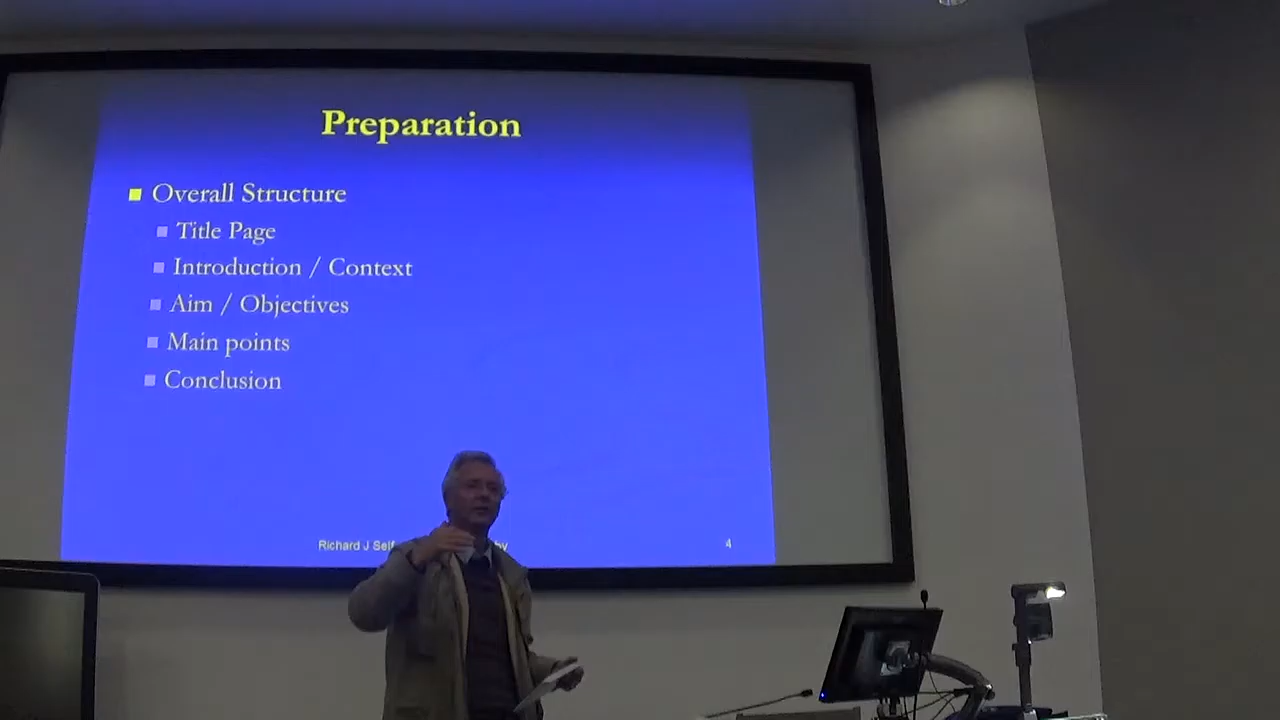 Preparation
Overall Structure
Title Page
Introduction / Context
Aim / Objectives
Main points
Conclusion
Richard J Self
4